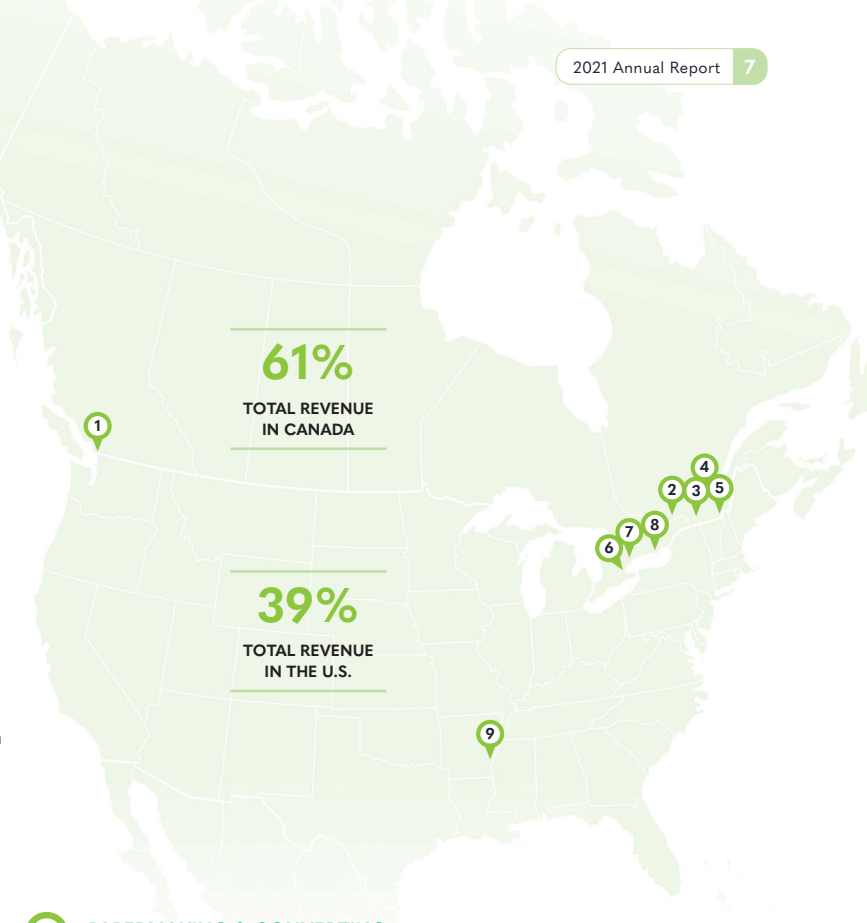 2021 Annual Report 7
61%
TOTAL REVENUE
IN CANADA
1
4
2 3 5
7 8
6
39%
TOTAL REVENUE
IN THE U.S.
9